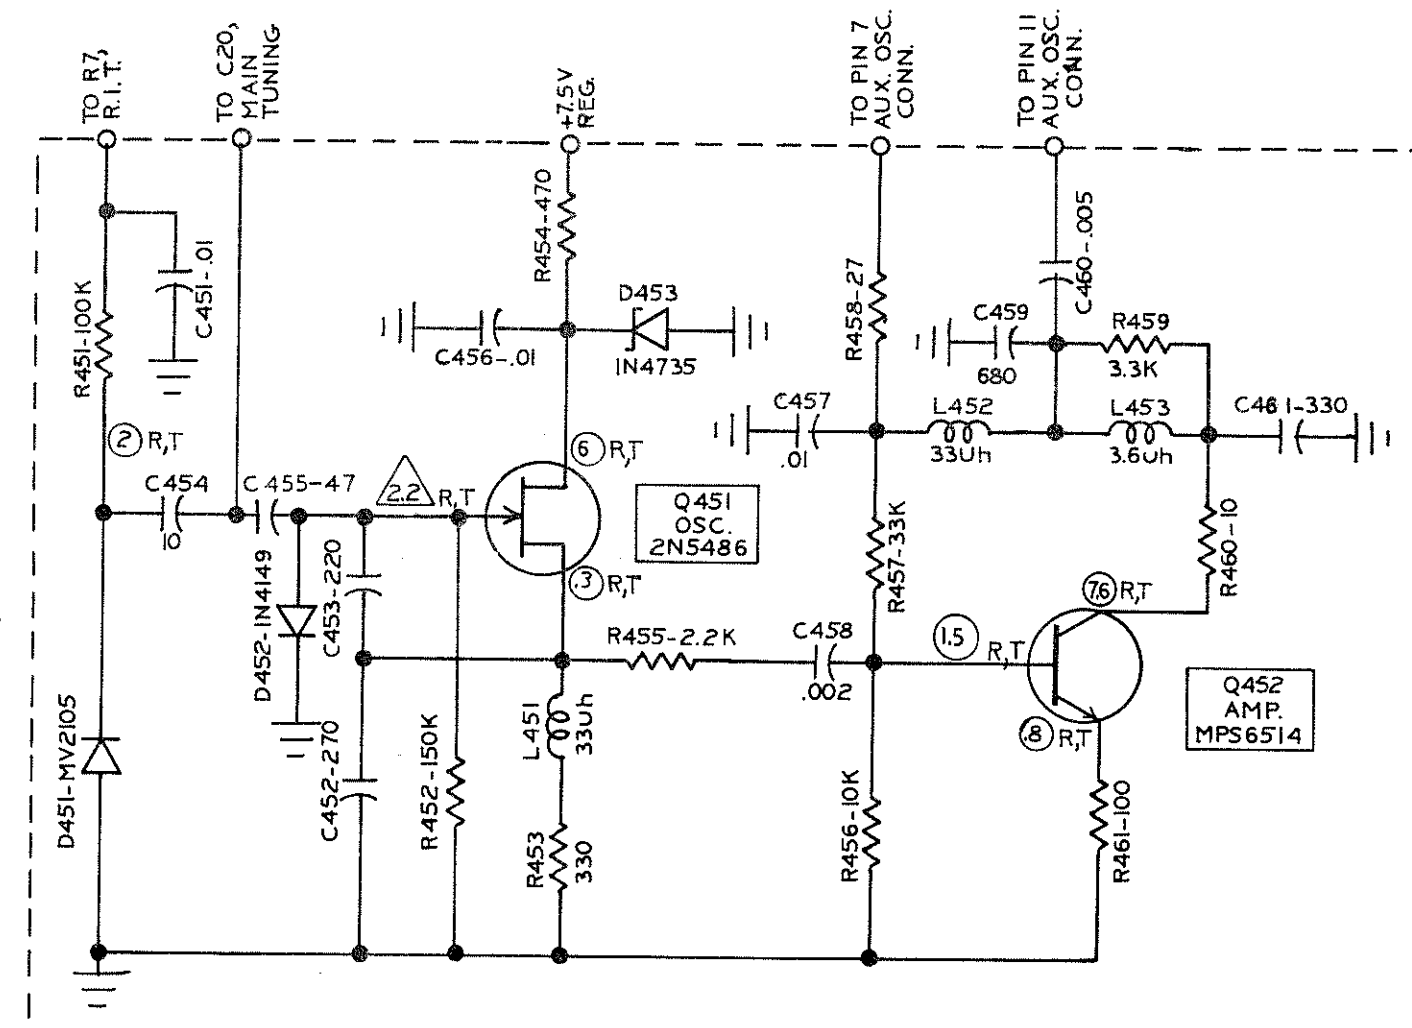 TO R7,
R.I.T.
TO C20,
MAIN
TUNING
+7.5V
REG.
TO PIN 7
AUX. OSC.
CONN.
TO PIN 11
AUX. OSC.
CONN.
R451-100K
C451-.01
R454-470
C456-.01
D453
1N4735
R458-27
C460-.005
C459
680
R459
3.3K
C457
.01
L452
33Uh
L453
3.6Uh
C461-330
2 R,T
C454
10
C455-47
2.2 R,T
6 R,T
Q451
OSC.
2N5486
.3 R,T
D452-1N4149
C453-220
R457-33K
R460-10
R455-2.2K
C458
.002
1.5 R,T
7.6 R,T
.8 R,T
Q452
AMP.
MPS6514
D451-MV2105
C452-270
R452-150K
L451
33Uh
R453
330
R456-10K
R461-100